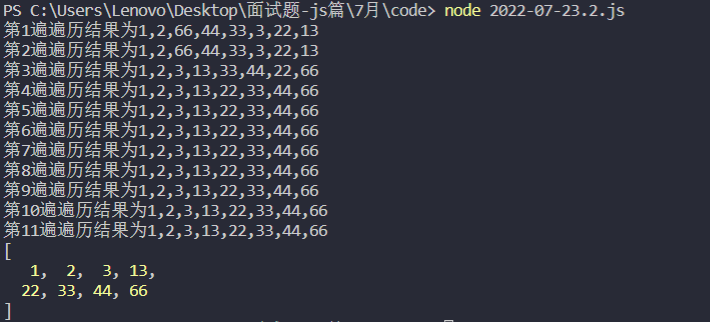 PS C:\Users\Lenovo\Desktop\面试题-js篇\7月\code> node 2022-07-23.2.js
第1遍遍历结果为1,2,66,44,33,3,22,13
第2遍遍历结果为1,2,66,44,33,3,22,13
第3遍遍历结果为1,2,3,13,33,44,22,66
第4遍遍历结果为1,2,3,13,22,33,44,66
第5遍遍历结果为1,2,3,13,22,33,44,66
第6遍遍历结果为1,2,3,13,22,33,44,66
第7遍遍历结果为1,2,3,13,22,33,44,66
第8遍遍历结果为1,2,3,13,22,33,44,66
第9遍遍历结果为1,2,3,13,22,33,44,66
第10遍遍历结果为1,2,3,13,22,33,44,66
第11遍遍历结果为1,2,3,13,22,33,44,66
[
   1,  2,  3, 13,
  22, 33, 44, 66
]